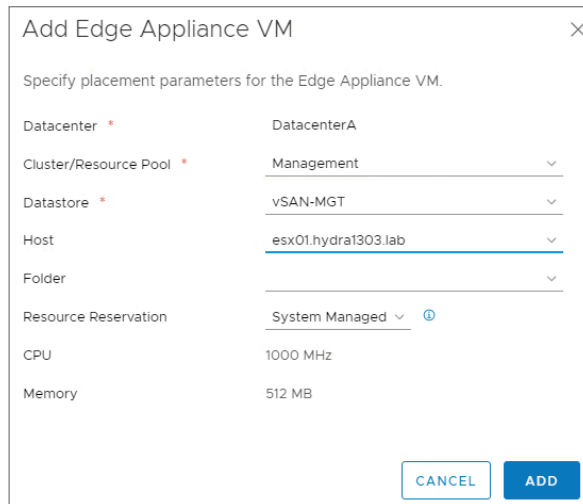 Add Edge Appliance VM
Specify placement parameters for the Edge Appliance VM.
Datacenter * DatacenterA
Cluster/Resource Pool * Management
Datastore * vSAN-MGT
Host esx01.hydra1303.lab
Folder
Resource Reservation System Managed
CPU 1000 MHz
Memory 512 MB
CANCEL ADD